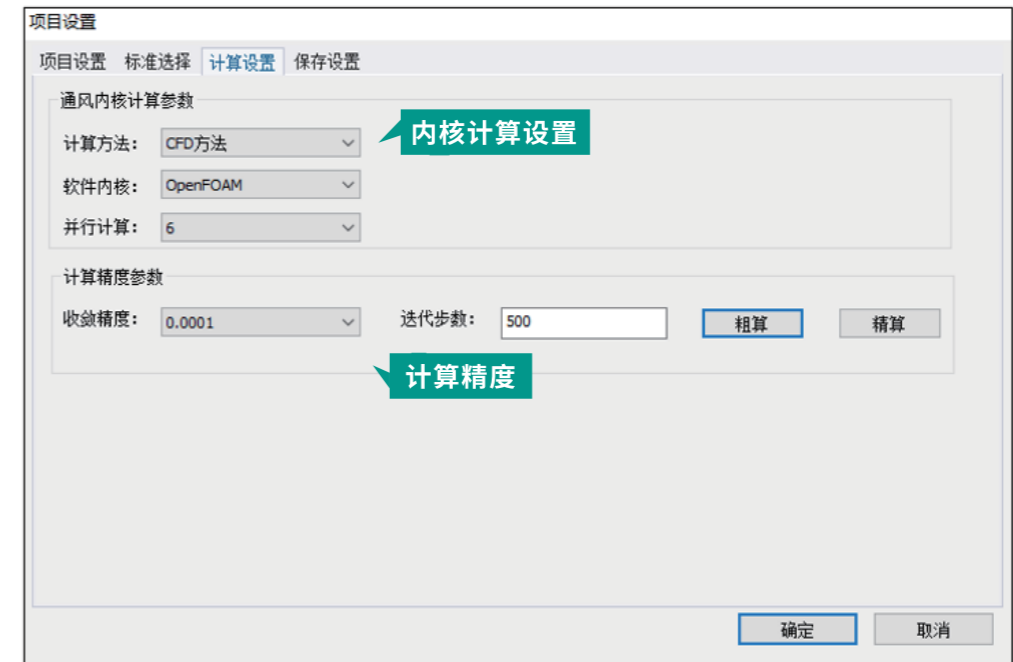 项目设置
项目设置 标准选择 计算设置 保存设置
通风内核计算参数
计算方法： CFD方法
内核计算设置
软件内核： OpenFOAM
并行计算： 6
计算精度参数
收敛精度： 0.0001 迭代步数： 500 粗算 精算
计算精度
确定 取消